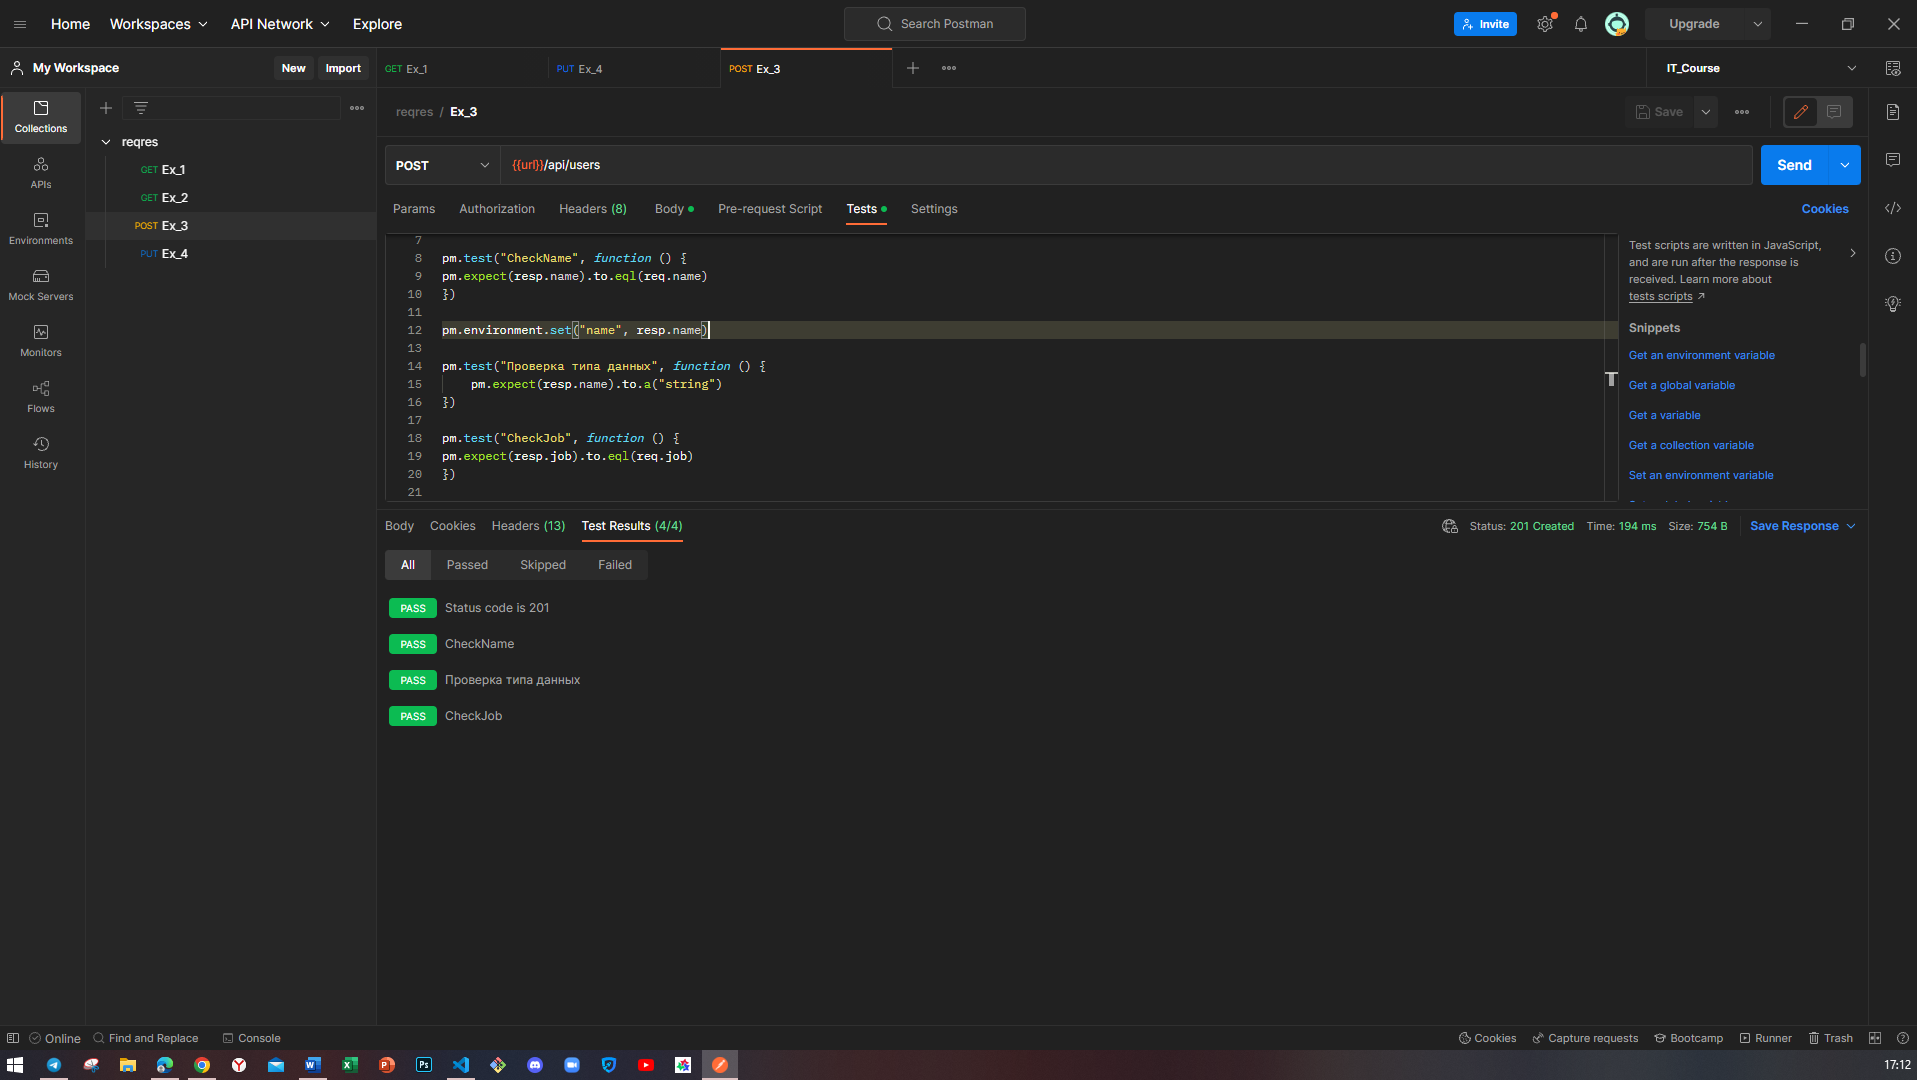 Home Workspaces API Network Explore Search Postman Invite Upgrade
My Workspace New Import GET Ex_1 PUT Ex_4 POST Ex_3 IT_Course
reqres / Ex_3 Save
Collections
APIs
Environments
Mock Servers
Monitors
Flows
History
reqres
GET Ex_1
GET Ex_2
POST Ex_3
PUT Ex_4
POST {{url}}/api/users Send
Params Authorization Headers (8) Body Pre-request Script Tests Settings Cookies
7
8 pm.test("CheckName", function () {
9 pm.expect(resp.name).to.eql(req.name)
10 })
11
12 pm.environment.set("name", resp.name)
13
14 pm.test("Проверка типа данных", function () {
15 pm.expect(resp.name).to.a("string")
16 })
17
18 pm.test("CheckJob", function () {
19 pm.expect(resp.job).to.eql(req.job)
20 })
21
Test scripts are written in JavaScript,
and are run after the response is
received. Learn more about
tests scripts ↗
Snippets
Get an environment variable
Get a global variable
Get a variable
Get a collection variable
Set an environment variable
Body Cookies Headers (13) Test Results (4/4) Status: 201 Created Time: 194 ms Size: 754 B Save Response
All Passed Skipped Failed
PASS Status code is 201
PASS CheckName
PASS Проверка типа данных
PASS CheckJob
Online Find and Replace Console Cookies Capture requests Bootcamp Runner Trash
17:12